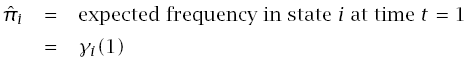 π̂ᵢ = expected frequency in state i at time t = 1
= γᵢ(1)